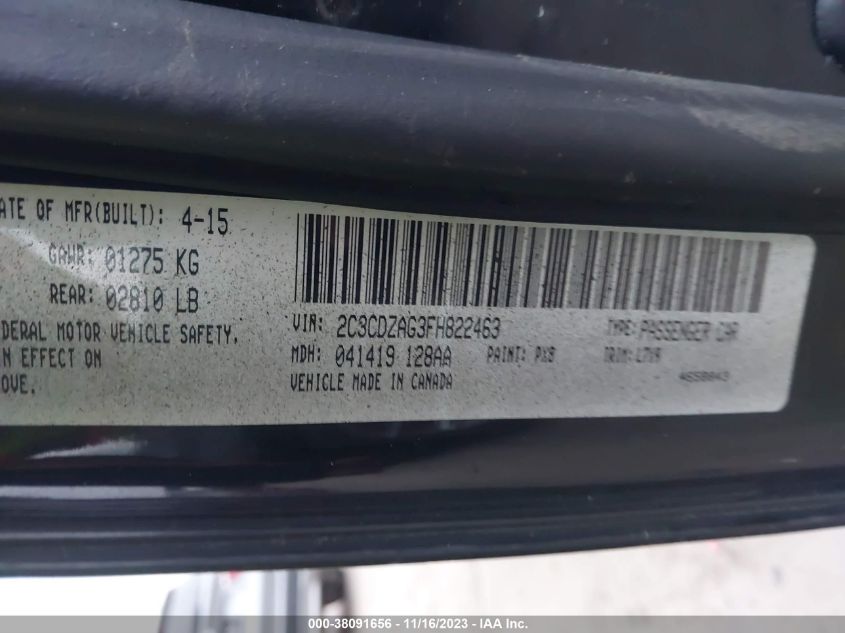 ATE OF MFR(BUILT): 4-15
GAWR: 01275 KG
REAR: 02810 LB
DERAL MOTOR VEHICLE SAFETY,
N EFFECT ON
OVE.
VIN: 2C3CDZAG3FH822463 TYPE: PASSENGER CAR
MDH: 041419 128AA PAINT: PX8 TRIM: L7X9
VEHICLE MADE IN CANADA
000-38091656 - 11/16/2023 - IAA Inc.